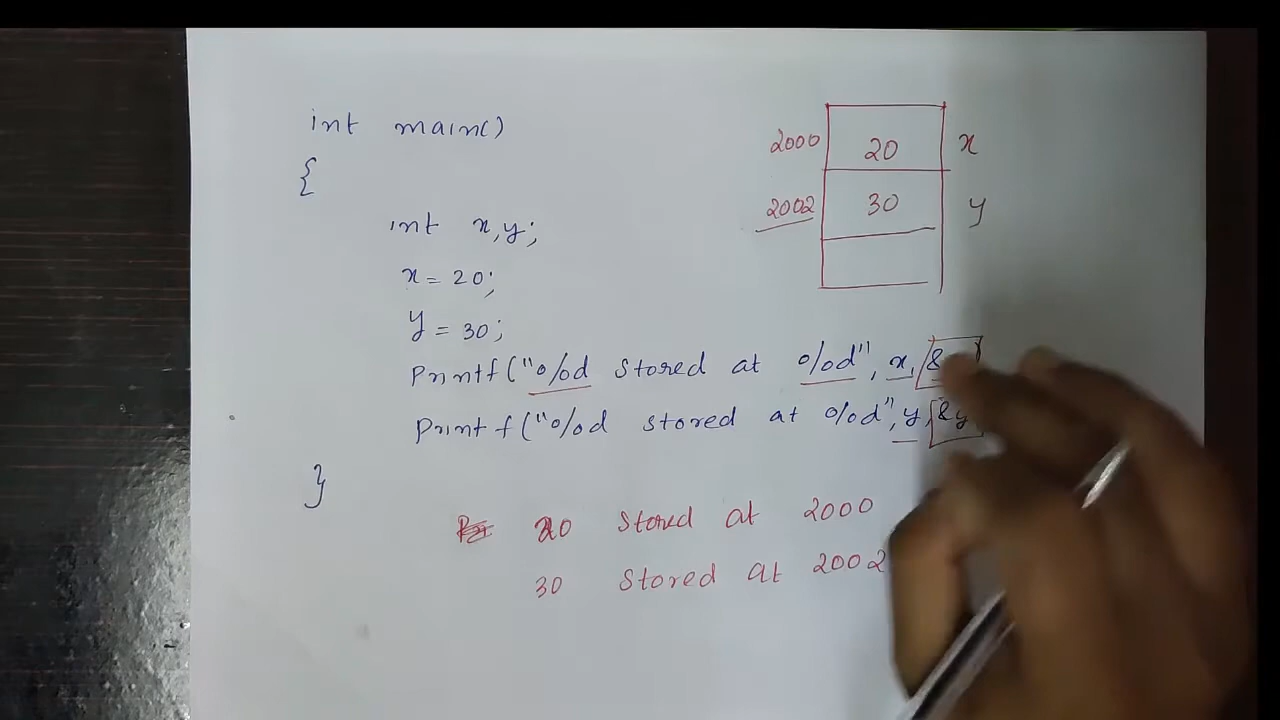 int main()
{
int x,y;
x = 20;
y = 30;
Printf("%d stored at %d", x, &
Printf("%d stored at %d", y, &y
}
20 stored at 2000
30 stored at 2002
2000 20 x
2002 30 y